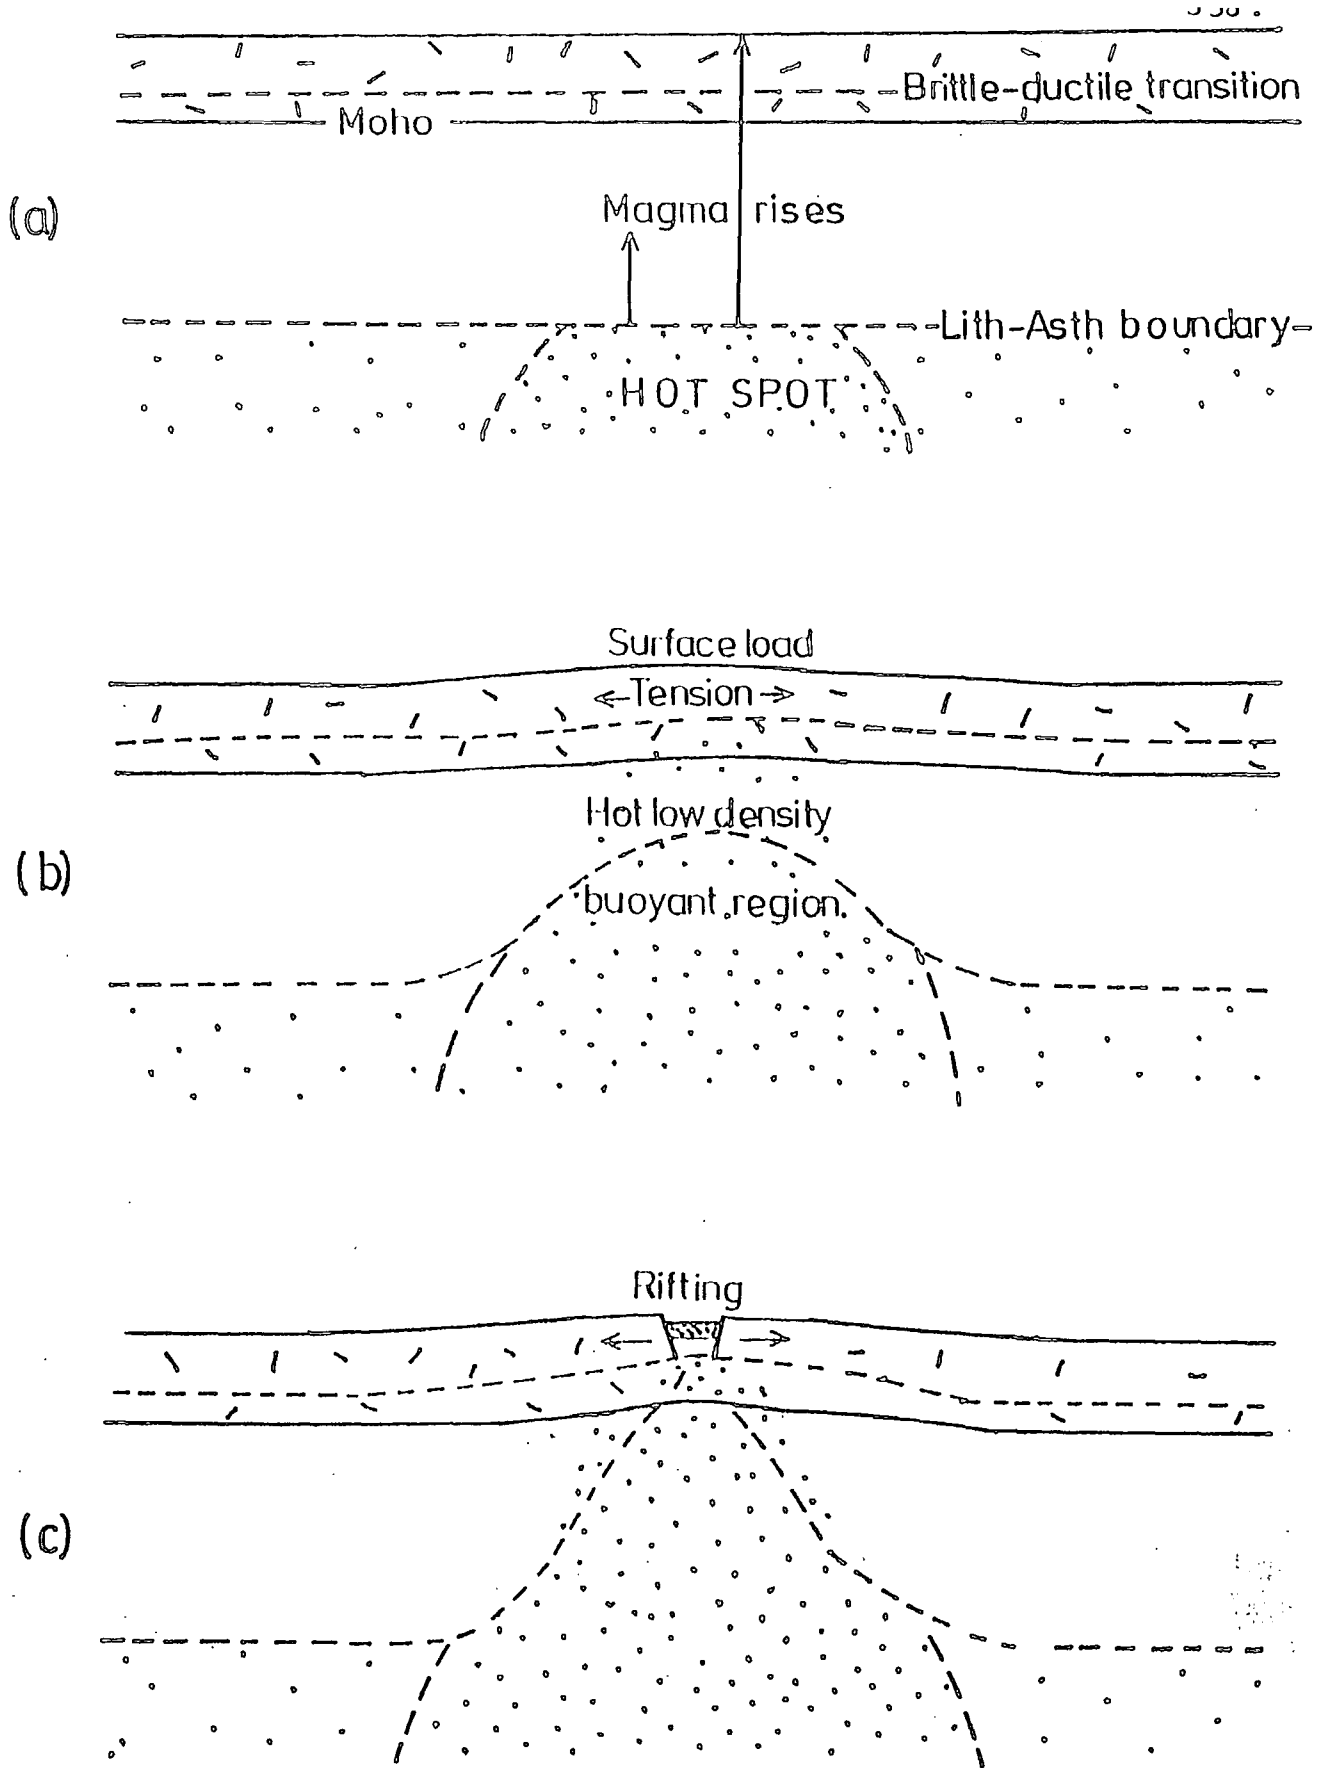 Brittle-ductile transition
Moho
(a)
Magma rises
Lith-Asth boundary
HOT SPOT
Surface load
Tension
Hot low density
(b)
buoyant region
Rifting
(c)